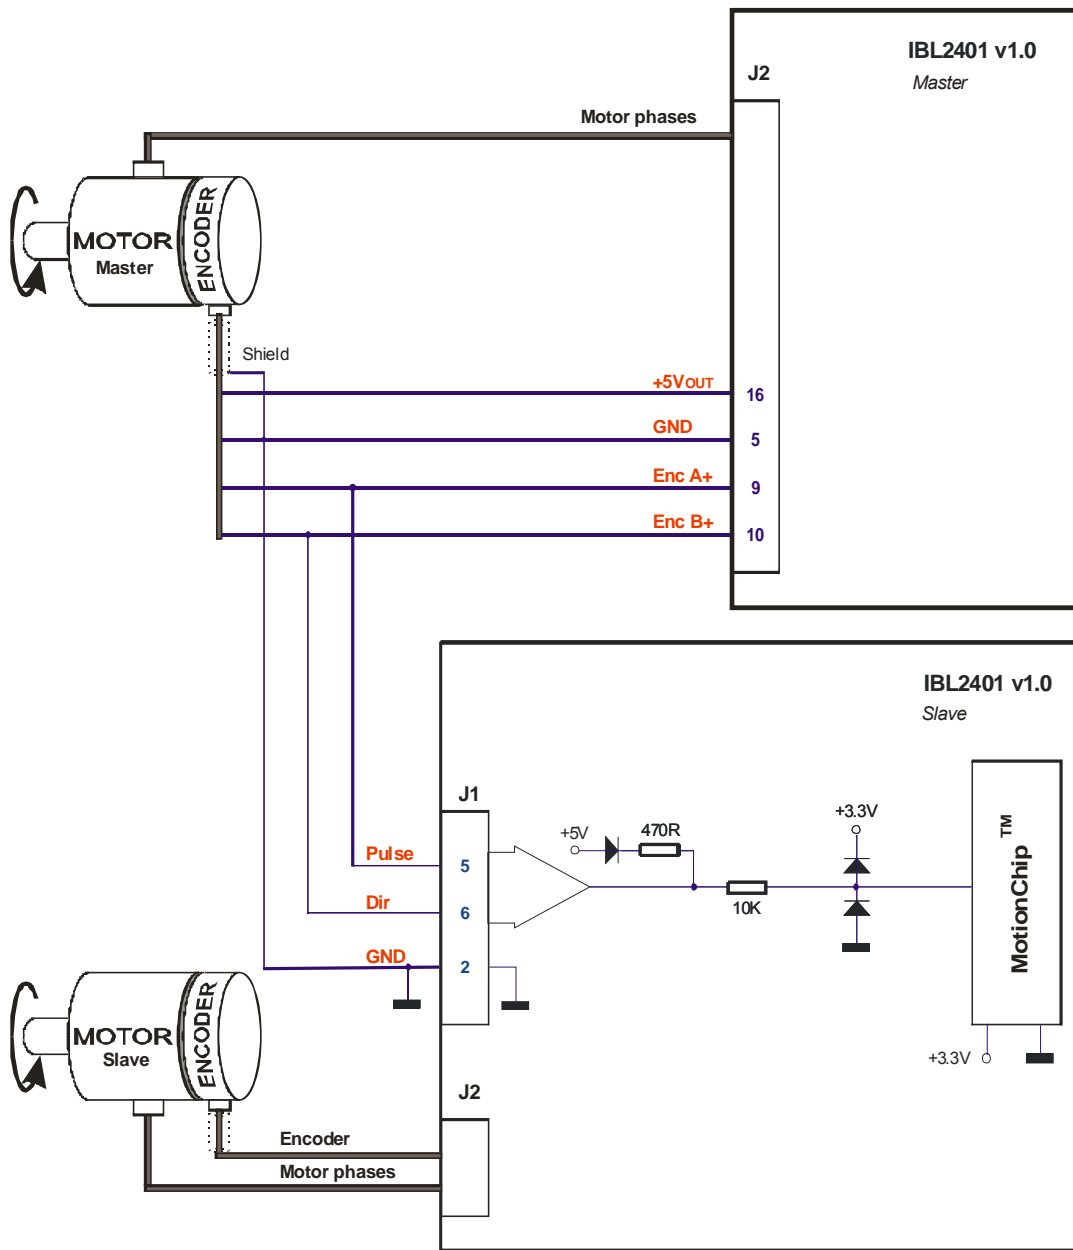 IBL2401 v1.0
Master
J2
Motor phases
MOTOR
Master
ENCODER
Shield
+5VOUT
16
GND
5
Enc A+
9
Enc B+
10
IBL2401 v1.0
Slave
J1
+5V
470R
+3.3V
Pulse
5
Dir
6
10K
MotionChip™
GND
2
MOTOR
Slave
ENCODER
+3.3V
J2
Encoder
Motor phases